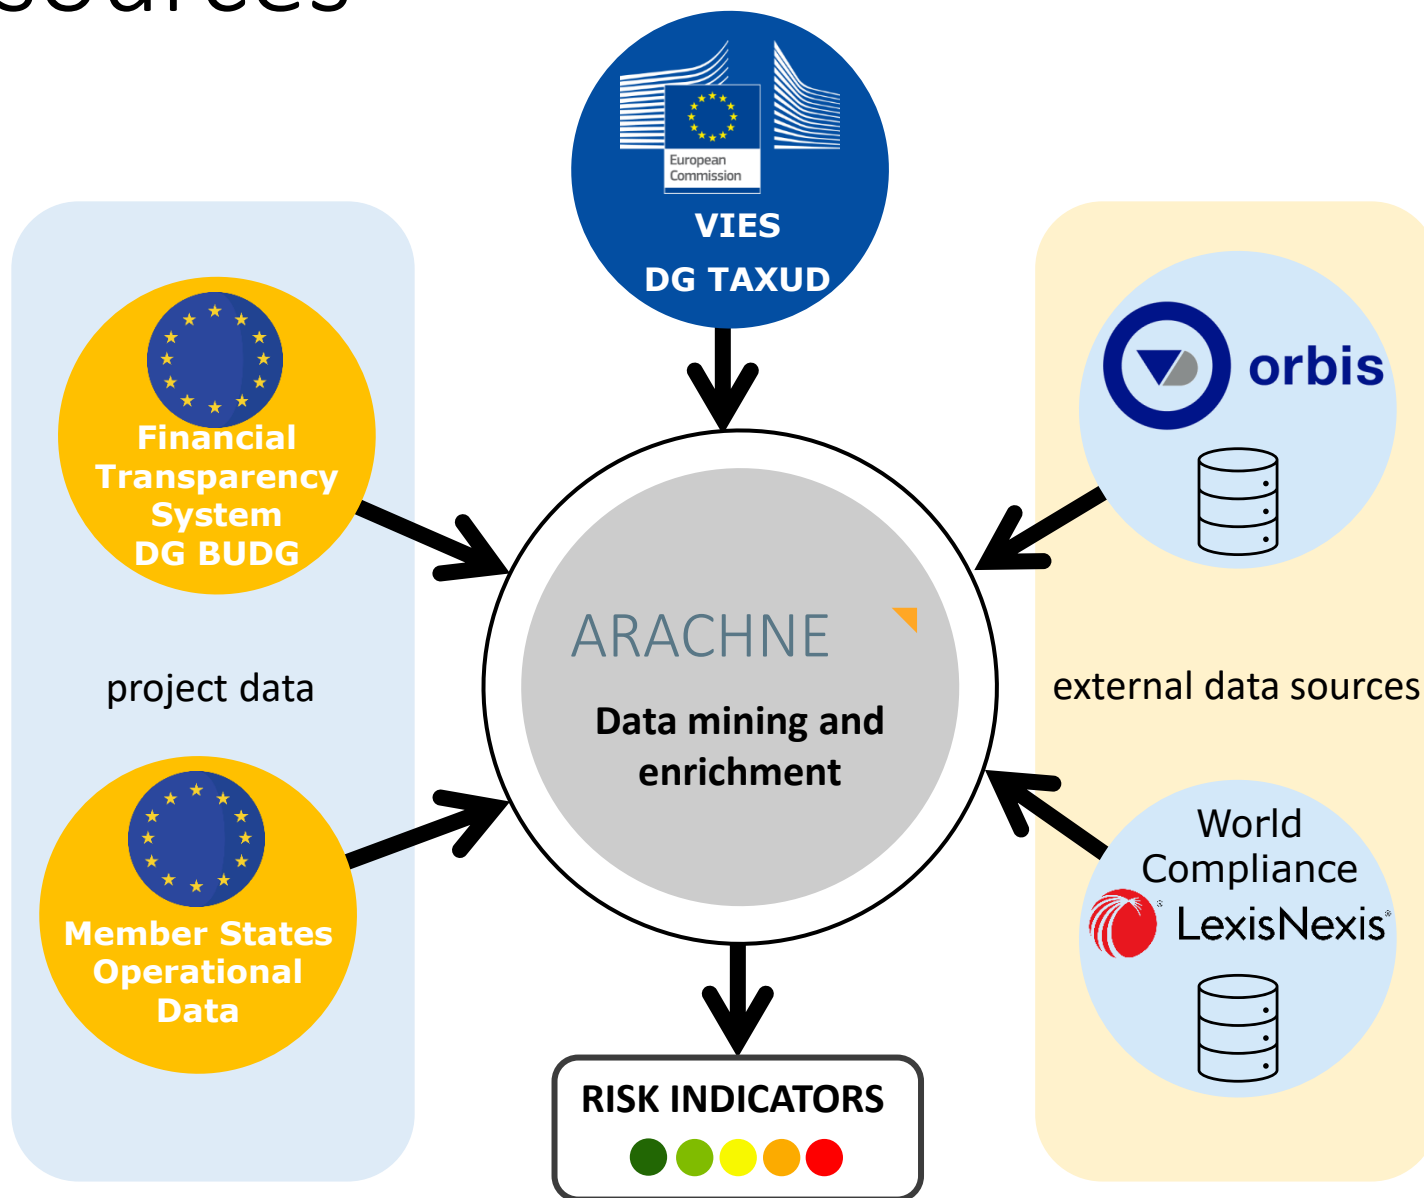 sources
European
Commission
VIES
DG TAXUD
Financial
Transparency
System
DG BUDG
project data
Member States
Operational
Data
ARACHNE
Data mining and
enrichment
RISK INDICATORS
orbis
external data sources
World
Compliance
LexisNexis®